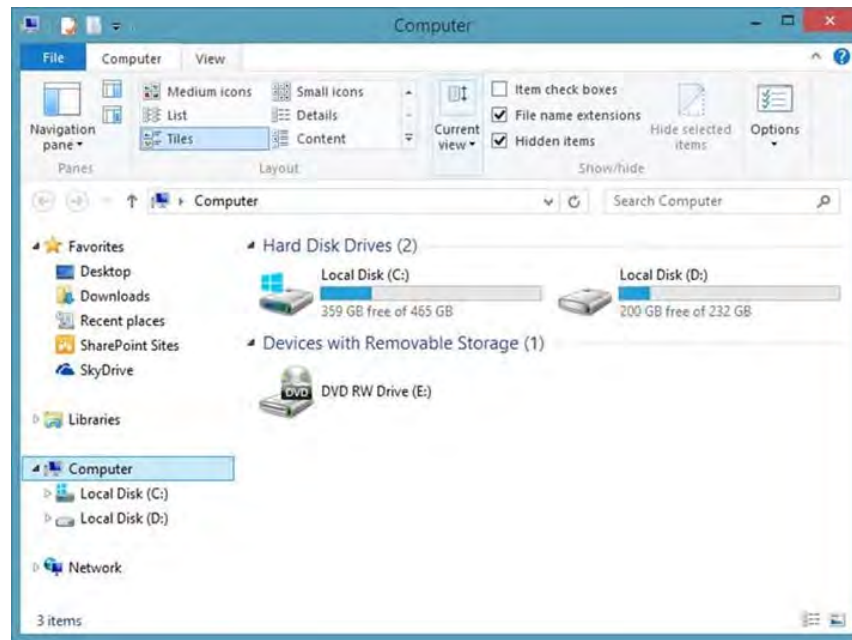 Computer
File Computer View
Medium icons Small icons Item check boxes
List Details File name extensions
Navigation pane Tiles Content Current view Hidden items Hide selected items Options
Panes Layout Show/hide
Computer Search Computer
Favorites
Desktop
Downloads
Recent places
SharePoint Sites
SkyDrive
Libraries
Computer
Local Disk (C:)
Local Disk (D:)
Network
Hard Disk Drives (2)
Local Disk (C:)
359 GB free of 465 GB
Local Disk (D:)
200 GB free of 232 GB
Devices with Removable Storage (1)
DVD
DVD RW Drive (E:)
3 items